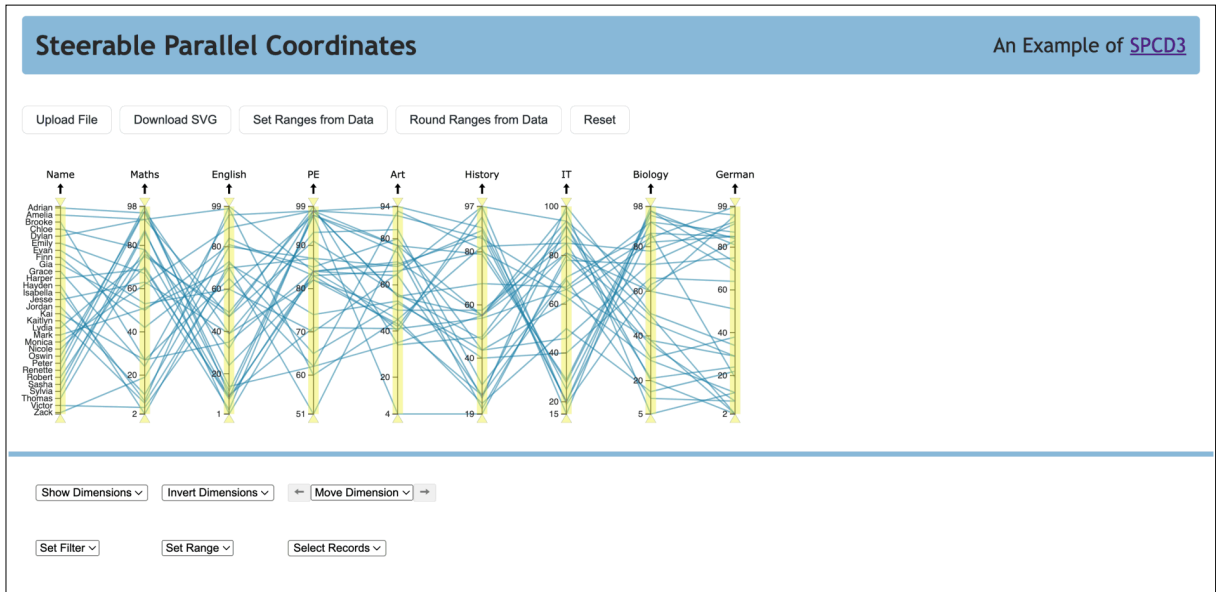 Steerable Parallel Coordinates
An Example of SPCD3
Upload File Download SVG Set Ranges from Data Round Ranges from Data Reset
Name Maths English PE Art History IT Biology German
98 99 99 94 97 100 98 99
Adrian
Amelia
Brooke
Chloe
Dylan
Emily
Evan
Finn
Gia
Grace
Harper
Hayden
Isabella
Jesse
Jordan
Kai
Kaitlyn
Lydia
Mark
Monica
Nicole
Oswin
Peter
Renette
Robert
Sasha
Sylvia
Thomas
Victor
Zack
80 80 90 80 80 80 80 80
60 60 80 60 60 60 60 60
40 40 70 40 40 40 40 40
20 20 60 20 20 20 20
2 1 51 4 19 15 5 2
Show Dimensions Invert Dimensions ← Move Dimension →
Set Filter Set Range Select Records